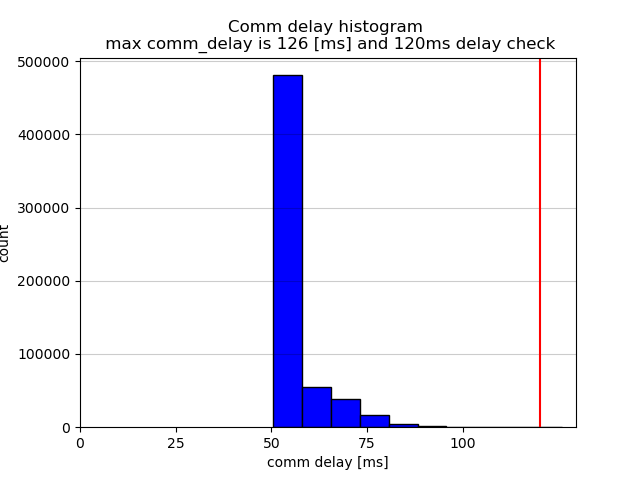 Comm delay histogram
max comm_delay is 126 [ms] and 120ms delay check
500000
400000
300000
200000
100000
0
count
0 25 50 75 100
comm delay [ms]